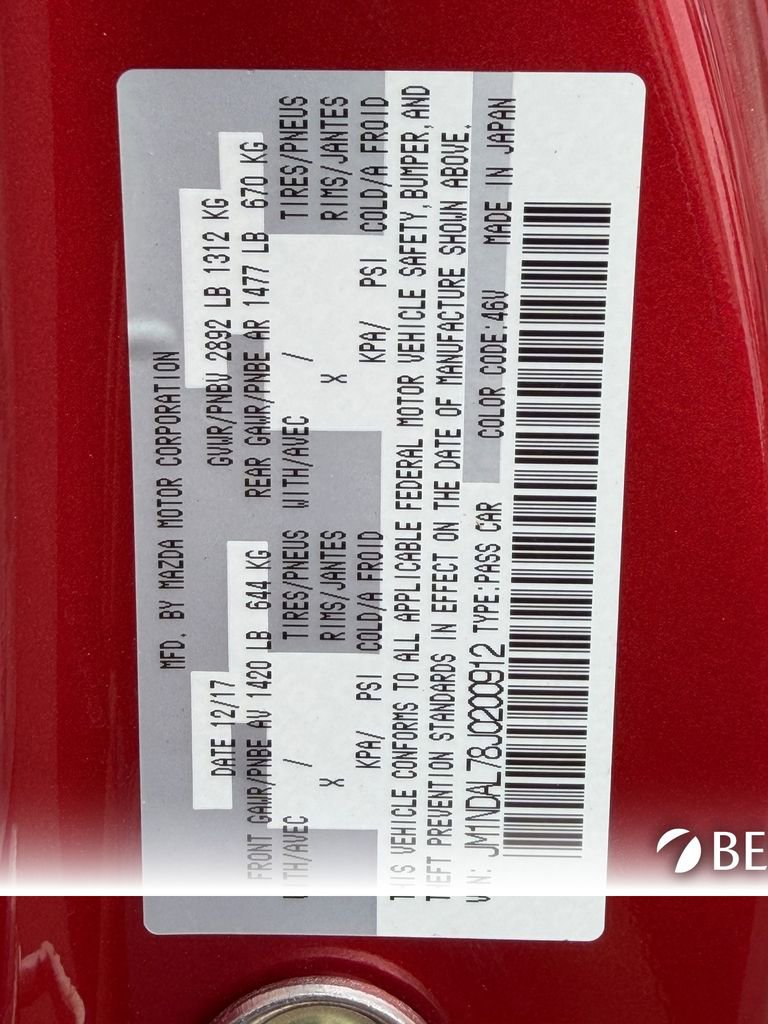 MFD. BY MAZDA MOTOR CORPORATION
DATE 12/17 GVWR/PNBV 2892 LB 1312 KG
FRONT GAWR/PNBE AV 1420 LB 644 KG REAR GAWR/PNBE AR 1477 LB 670 KG
WITH/AVEC / TIRES/PNEUS WITH/AVEC / TIRES/PNEUS
X RIMS/JANTES X RIMS/JANTES
KPA/ PSI COLD/A FROID KPA/ PSI COLD/A FROID
THIS VEHICLE CONFORMS TO ALL APPLICABLE FEDERAL MOTOR VEHICLE SAFETY, BUMPER, AND
THEFT PREVENTION STANDARDS IN EFFECT ON THE DATE OF MANUFACTURE SHOWN ABOVE.
VIN: JM1NDAL78J0200912 TYPE:PASS CAR COLOR CODE:46V MADE IN JAPAN
BE